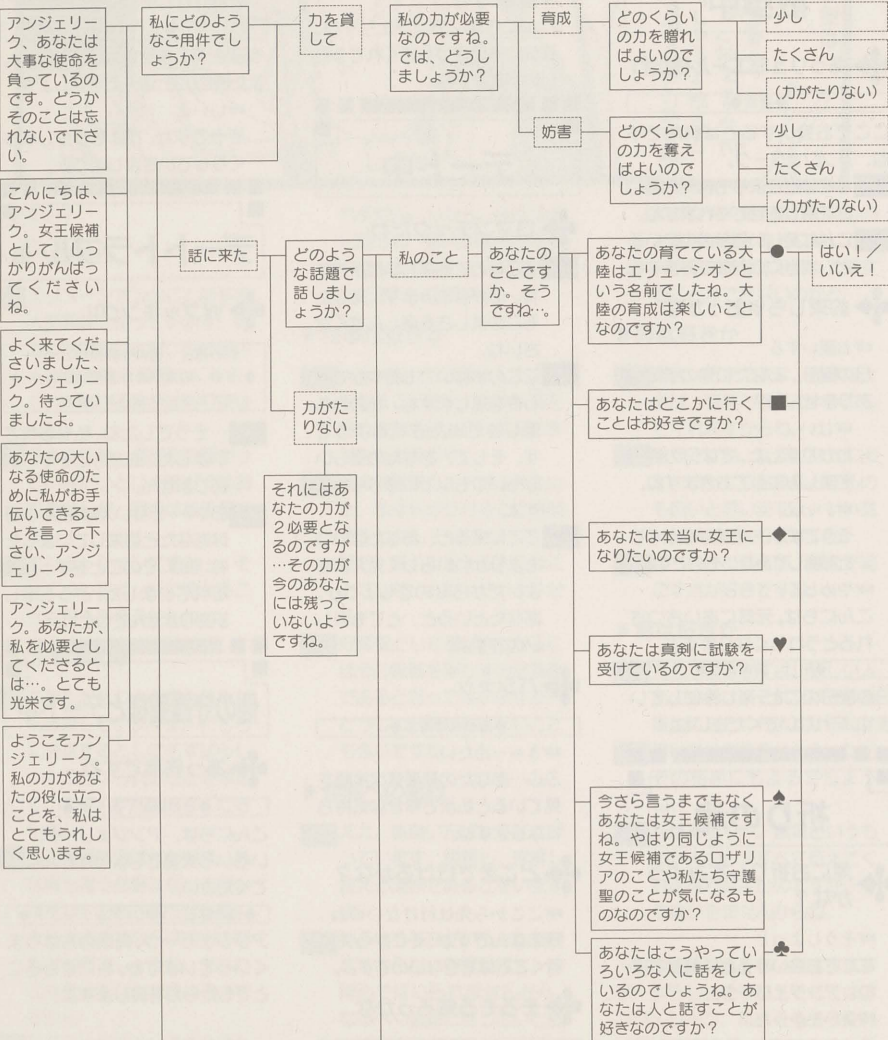 アンジェリー
ク、あなたは
大事な使命を
負っているの
です。どうか
そのことは忘
れないで下さ
い。
こんにちは、
アンジェリー
ク。女王候補
として、しっ
かりがんばっ
てください
ね。
よく来てくだ
さいました、
アンジェリー
ク。待ってい
ましたよ。
あなたの大い
なる使命のた
めに私がお手
伝いできるこ
とを言って下
さい、アンジ
ェリーク。
アンジェリー
ク。あなたが、
私を必要とし
てくださると
は…。とても
光栄です。
ようこそアン
ジェリーク。
私の力があな
たの役に立つ
ことを、私は
とてもうれし
く思います。
私にどのよう
なご用件でし
ょうか?
力を貸
して
私の力が必要
なのですね。
では、どうし
ましょうか?
育成
どのくらい
の力を贈れ
ばよいので
しょうか?
少し
たくさん
(力がたりない)
妨害
どのくらい
の力を奪え
ばよいので
しょうか?
少し
たくさん
(力がたりない)
話に来た
どのよう
な話題で
話しまし
ょうか?
私のこと
あなたの
ことです
か。そう
ですね…。
あなたの育てている大
陸はエリューシオンと
いう名前でしたね。大
陸の育成は楽しいこと
なのですか?
●
はい!/
いいえ!
あなたはどこかに行く
ことはお好きですか?
■
あなたは本当に女王に
なりたいのですか?
◆
あなたは真剣に試験を
受けているのですか?
♥
今さら言うまでもなく
あなたは女王候補です
ね。やはり同じように
女王候補であるロザリ
アのことや私たち守護
聖のことが気になるも
のなのですか?
♠
あなたはこうやってい
ろいろな人に話をして
いるのでしょうね。あ
なたは人と話すことが
好きなのですか?
♣
力がた
りない
それにはあ
なたの力が
2必要とな
るのですが
…その力が
今のあなた
には残って
いないよう
ですね。